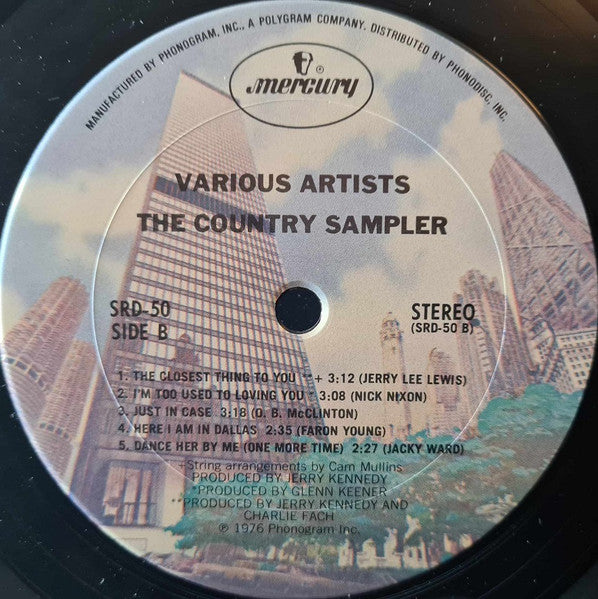 MANUFACTURED BY PHONOGRAM, INC., A POLYGRAM COMPANY. DISTRIBUTED BY PHONODISC, INC.
mercury ®
VARIOUS ARTISTS
THE COUNTRY SAMPLER
SRD-50
SIDE B
STEREO
(SRD-50 B)
1. THE CLOSEST THING TO YOU **+ 3:12 (JERRY LEE LEWIS)
2. I'M TOO USED TO LOVING YOU * 3:08 (NICK NIXON)
3. JUST IN CASE 3:18 (O. B. McCLINTON)
4. HERE I AM IN DALLAS 2:35 (FARON YOUNG)
5. DANCE HER BY ME (ONE MORE TIME) 2:27 (JACKY WARD)
+String arrangements by Cam Mullins
PRODUCED BY JERRY KENNEDY
*PRODUCED BY GLENN KEENER
PRODUCED BY JERRY KENNEDY AND
CHARLIE FACH
℗ 1976 Phonogram Inc.